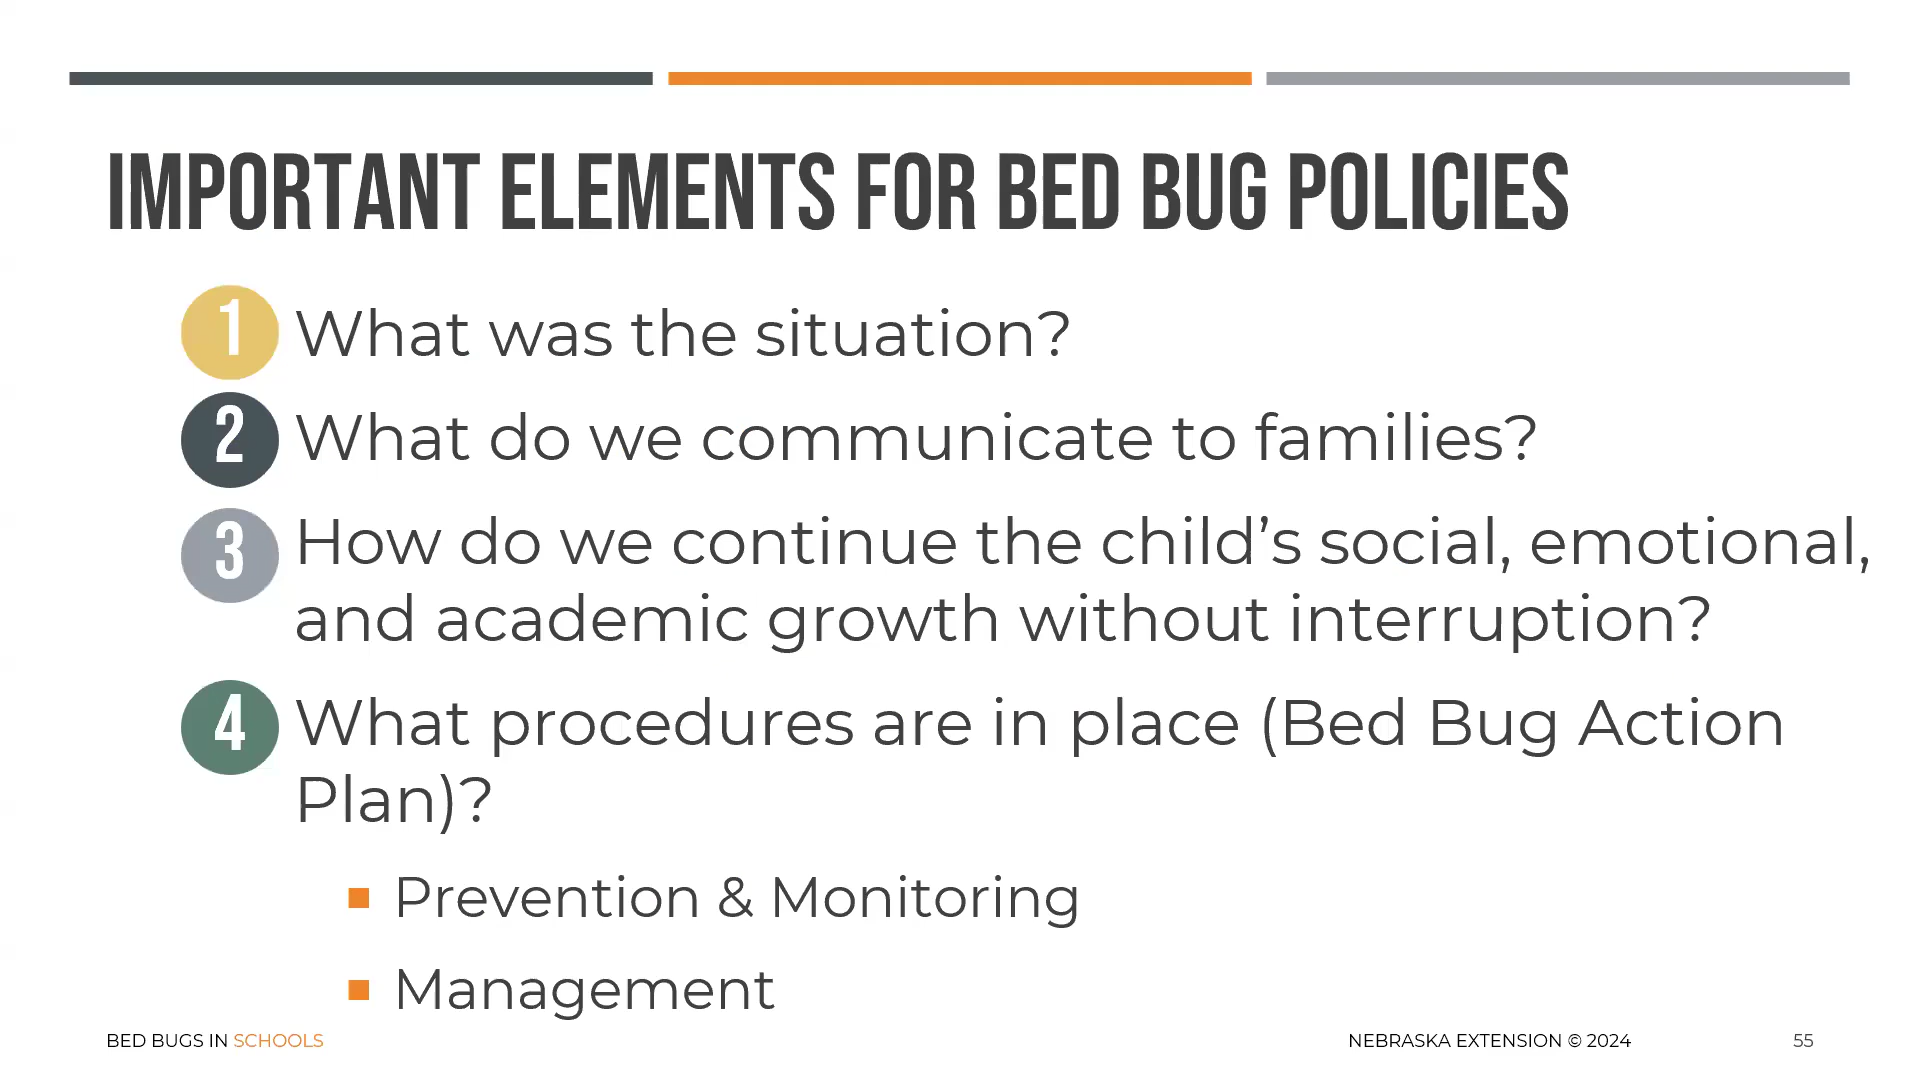 IMPORTANT ELEMENTS FOR BED BUG POLICIES
1 What was the situation?
2 What do we communicate to families?
3 How do we continue the child’s social, emotional,
and academic growth without interruption?
4 What procedures are in place (Bed Bug Action
Plan)?
Prevention & Monitoring
Management
BED BUGS IN SCHOOLS
NEBRASKA EXTENSION © 2024
55